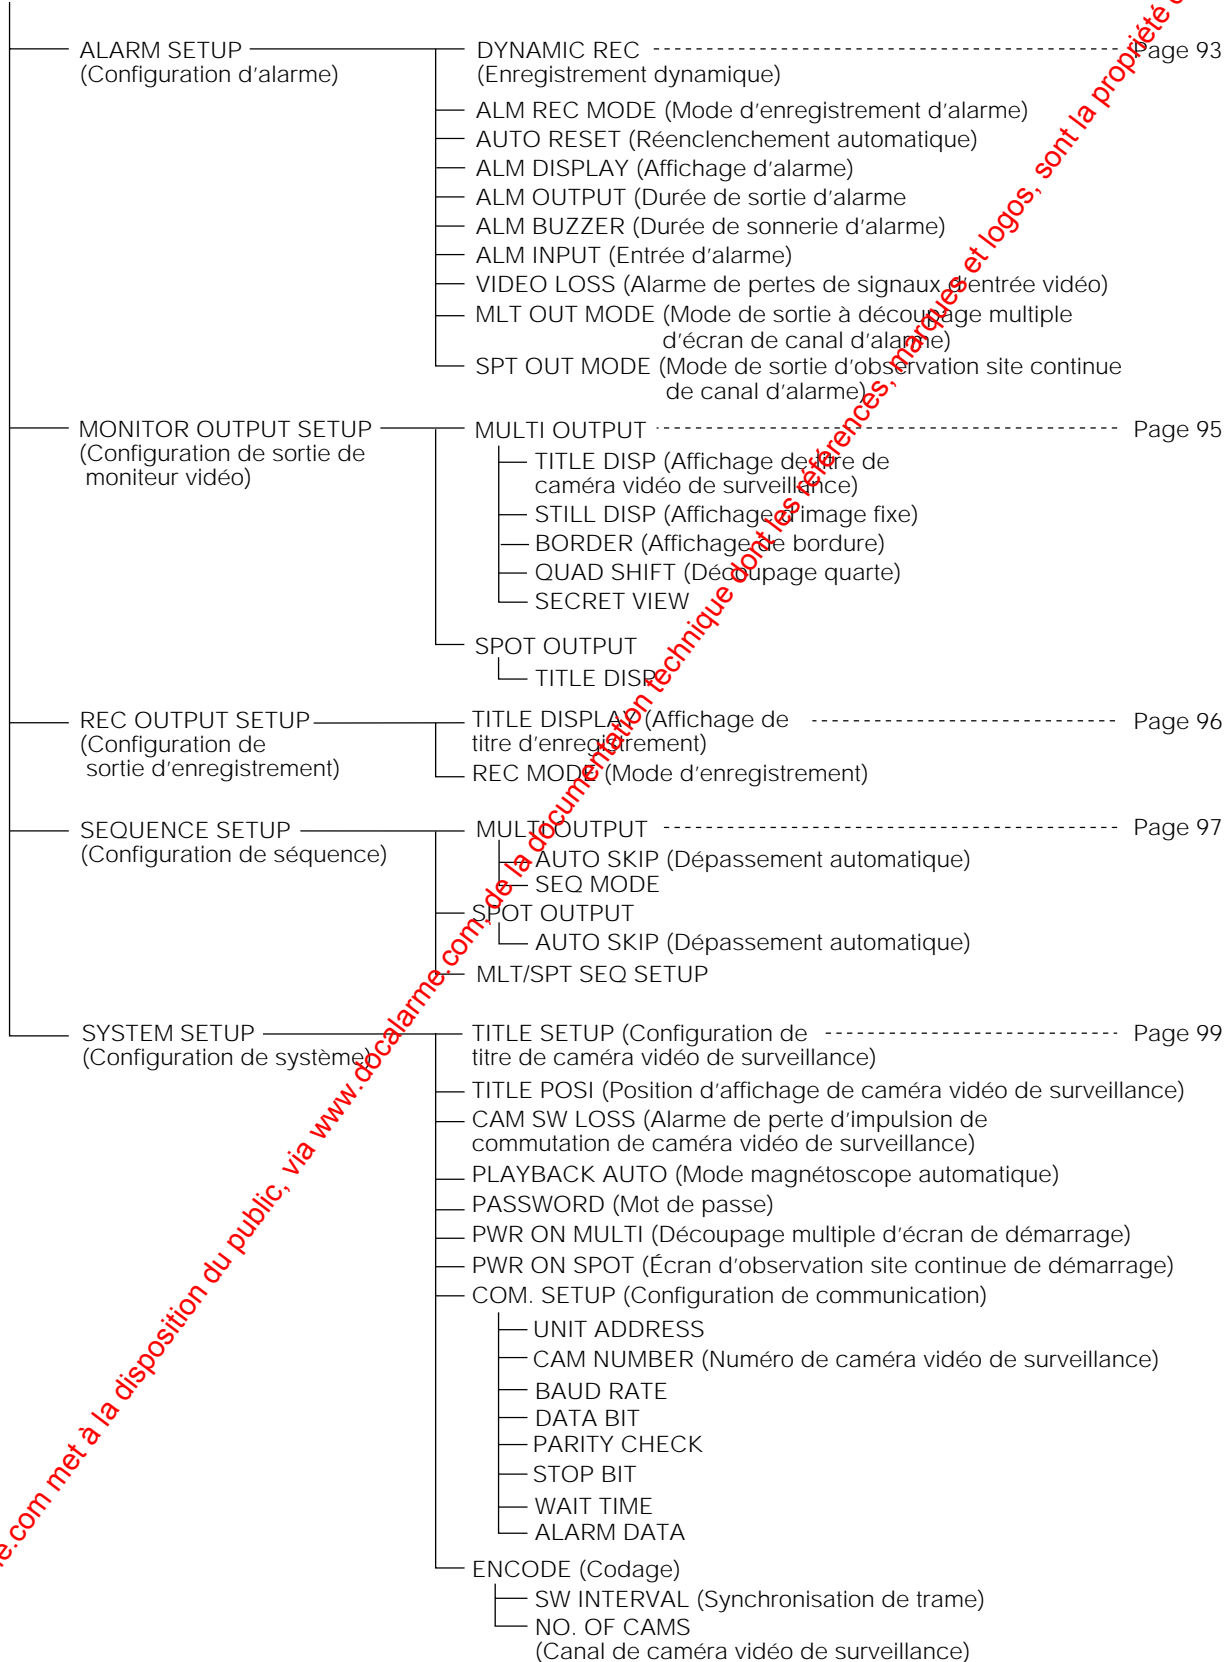 ALARM SETUP
(Configuration d'alarme)
DYNAMIC REC
Page 93
(Enregistrement dynamique)
ALM REC MODE (Mode d'enregistrement d'alarme)
AUTO RESET (Réenclenchement automatique)
ALM DISPLAY (Affichage d'alarme)
ALM OUTPUT (Durée de sortie d'alarme
ALM BUZZER (Durée de sonnerie d'alarme)
ALM INPUT (Entrée d'alarme)
VIDEO LOSS (Alarme de pertes de signaux d'entrée vidéo)
MLT OUT MODE (Mode de sortie à découpage multiple
d'écran de canal d'alarme)
SPT OUT MODE (Mode de sortie d'observation site continue
de canal d'alarme)
MONITOR OUTPUT SETUP
(Configuration de sortie de
moniteur vidéo)
MULTI OUTPUT
Page 95
TITLE DISP (Affichage de titre de
caméra vidéo de surveillance)
STILL DISP (Affichage d'image fixe)
BORDER (Affichage de bordure)
QUAD SHIFT (Découpage quarte)
SECRET VIEW
SPOT OUTPUT
TITLE DISP
REC OUTPUT SETUP
(Configuration de
sortie d'enregistrement)
TITLE DISPLAY (Affichage de
Page 96
titre d'enregistrement)
REC MODE (Mode d'enregistrement)
SEQUENCE SETUP
(Configuration de séquence)
MULTI OUTPUT
Page 97
AUTO SKIP (Dépassement automatique)
SEQ MODE
SPOT OUTPUT
AUTO SKIP (Dépassement automatique)
MLT/SPT SEQ SETUP
SYSTEM SETUP
(Configuration de système)
TITLE SETUP (Configuration de
Page 99
titre de caméra vidéo de surveillance)
TITLE POSI (Position d'affichage de caméra vidéo de surveillance)
CAM SW LOSS (Alarme de perte d'impulsion de
commutation de caméra vidéo de surveillance)
PLAYBACK AUTO (Mode magnétoscope automatique)
PASSWORD (Mot de passe)
PWR ON MULTI (Découpage multiple d'écran de démarrage)
PWR ON SPOT (Écran d'observation site continue de démarrage)
COM. SETUP (Configuration de communication)
UNIT ADDRESS
CAM NUMBER (Numéro de caméra vidéo de surveillance)
BAUD RATE
DATA BIT
PARITY CHECK
STOP BIT
WAIT TIME
ALARM DATA
ENCODE (Codage)
SW INTERVAL (Synchronisation de trame)
NO. OF CAMS
(Canal de caméra vidéo de surveillance)
e.com met à la disposition du public, via www.docalarme.com, de la documentation technique dont les références, marques et logos, sont la propriété